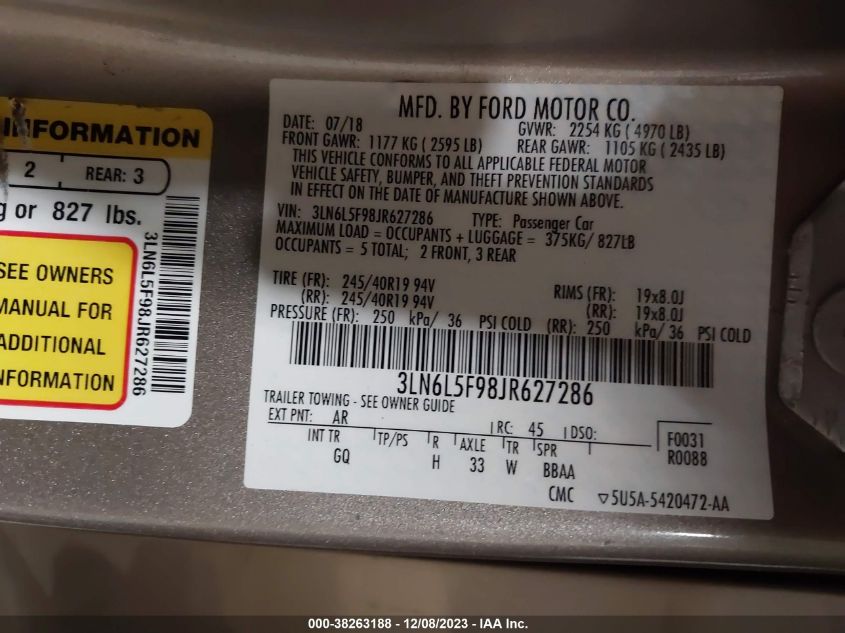 INFORMATION
2 REAR: 3
g or 827 lbs.
SEE OWNERS
MANUAL FOR
ADDITIONAL
INFORMATION
3LN6L5F98JR627286
MFD. BY FORD MOTOR CO.
DATE: 07/18 GVWR: 2254 KG ( 4970 LB)
FRONT GAWR: 1177 KG ( 2595 LB) REAR GAWR: 1105 KG ( 2435 LB)
THIS VEHICLE CONFORMS TO ALL APPLICABLE FEDERAL MOTOR
VEHICLE SAFETY, BUMPER, AND THEFT PREVENTION STANDARDS
IN EFFECT ON THE DATE OF MANUFACTURE SHOWN ABOVE.
VIN: 3LN6L5F98JR627286 TYPE: Passenger Car
MAXIMUM LOAD = OCCUPANTS + LUGGAGE = 375KG/ 827LB
OCCUPANTS = 5 TOTAL; 2 FRONT, 3 REAR
TIRE (FR): 245/40R19 94V RIMS (FR): 19x8.0J
(RR): 245/40R19 94V (RR): 19x8.0J
PRESSURE (FR): 250 kPa/ 36 PSI COLD (RR): 250 kPa/ 36 PSI COLD
3LN6L5F98JR627286
TRAILER TOWING - SEE OWNER GUIDE
EXT PNT: AR RC: 45 DSO: F0031
INT TR TP/PS R AXLE TR SPR R0088
GQ H 33 W BBAA
CMC ▽5U5A-5420472-AA
000-38263188 - 12/08/2023 - IAA Inc.